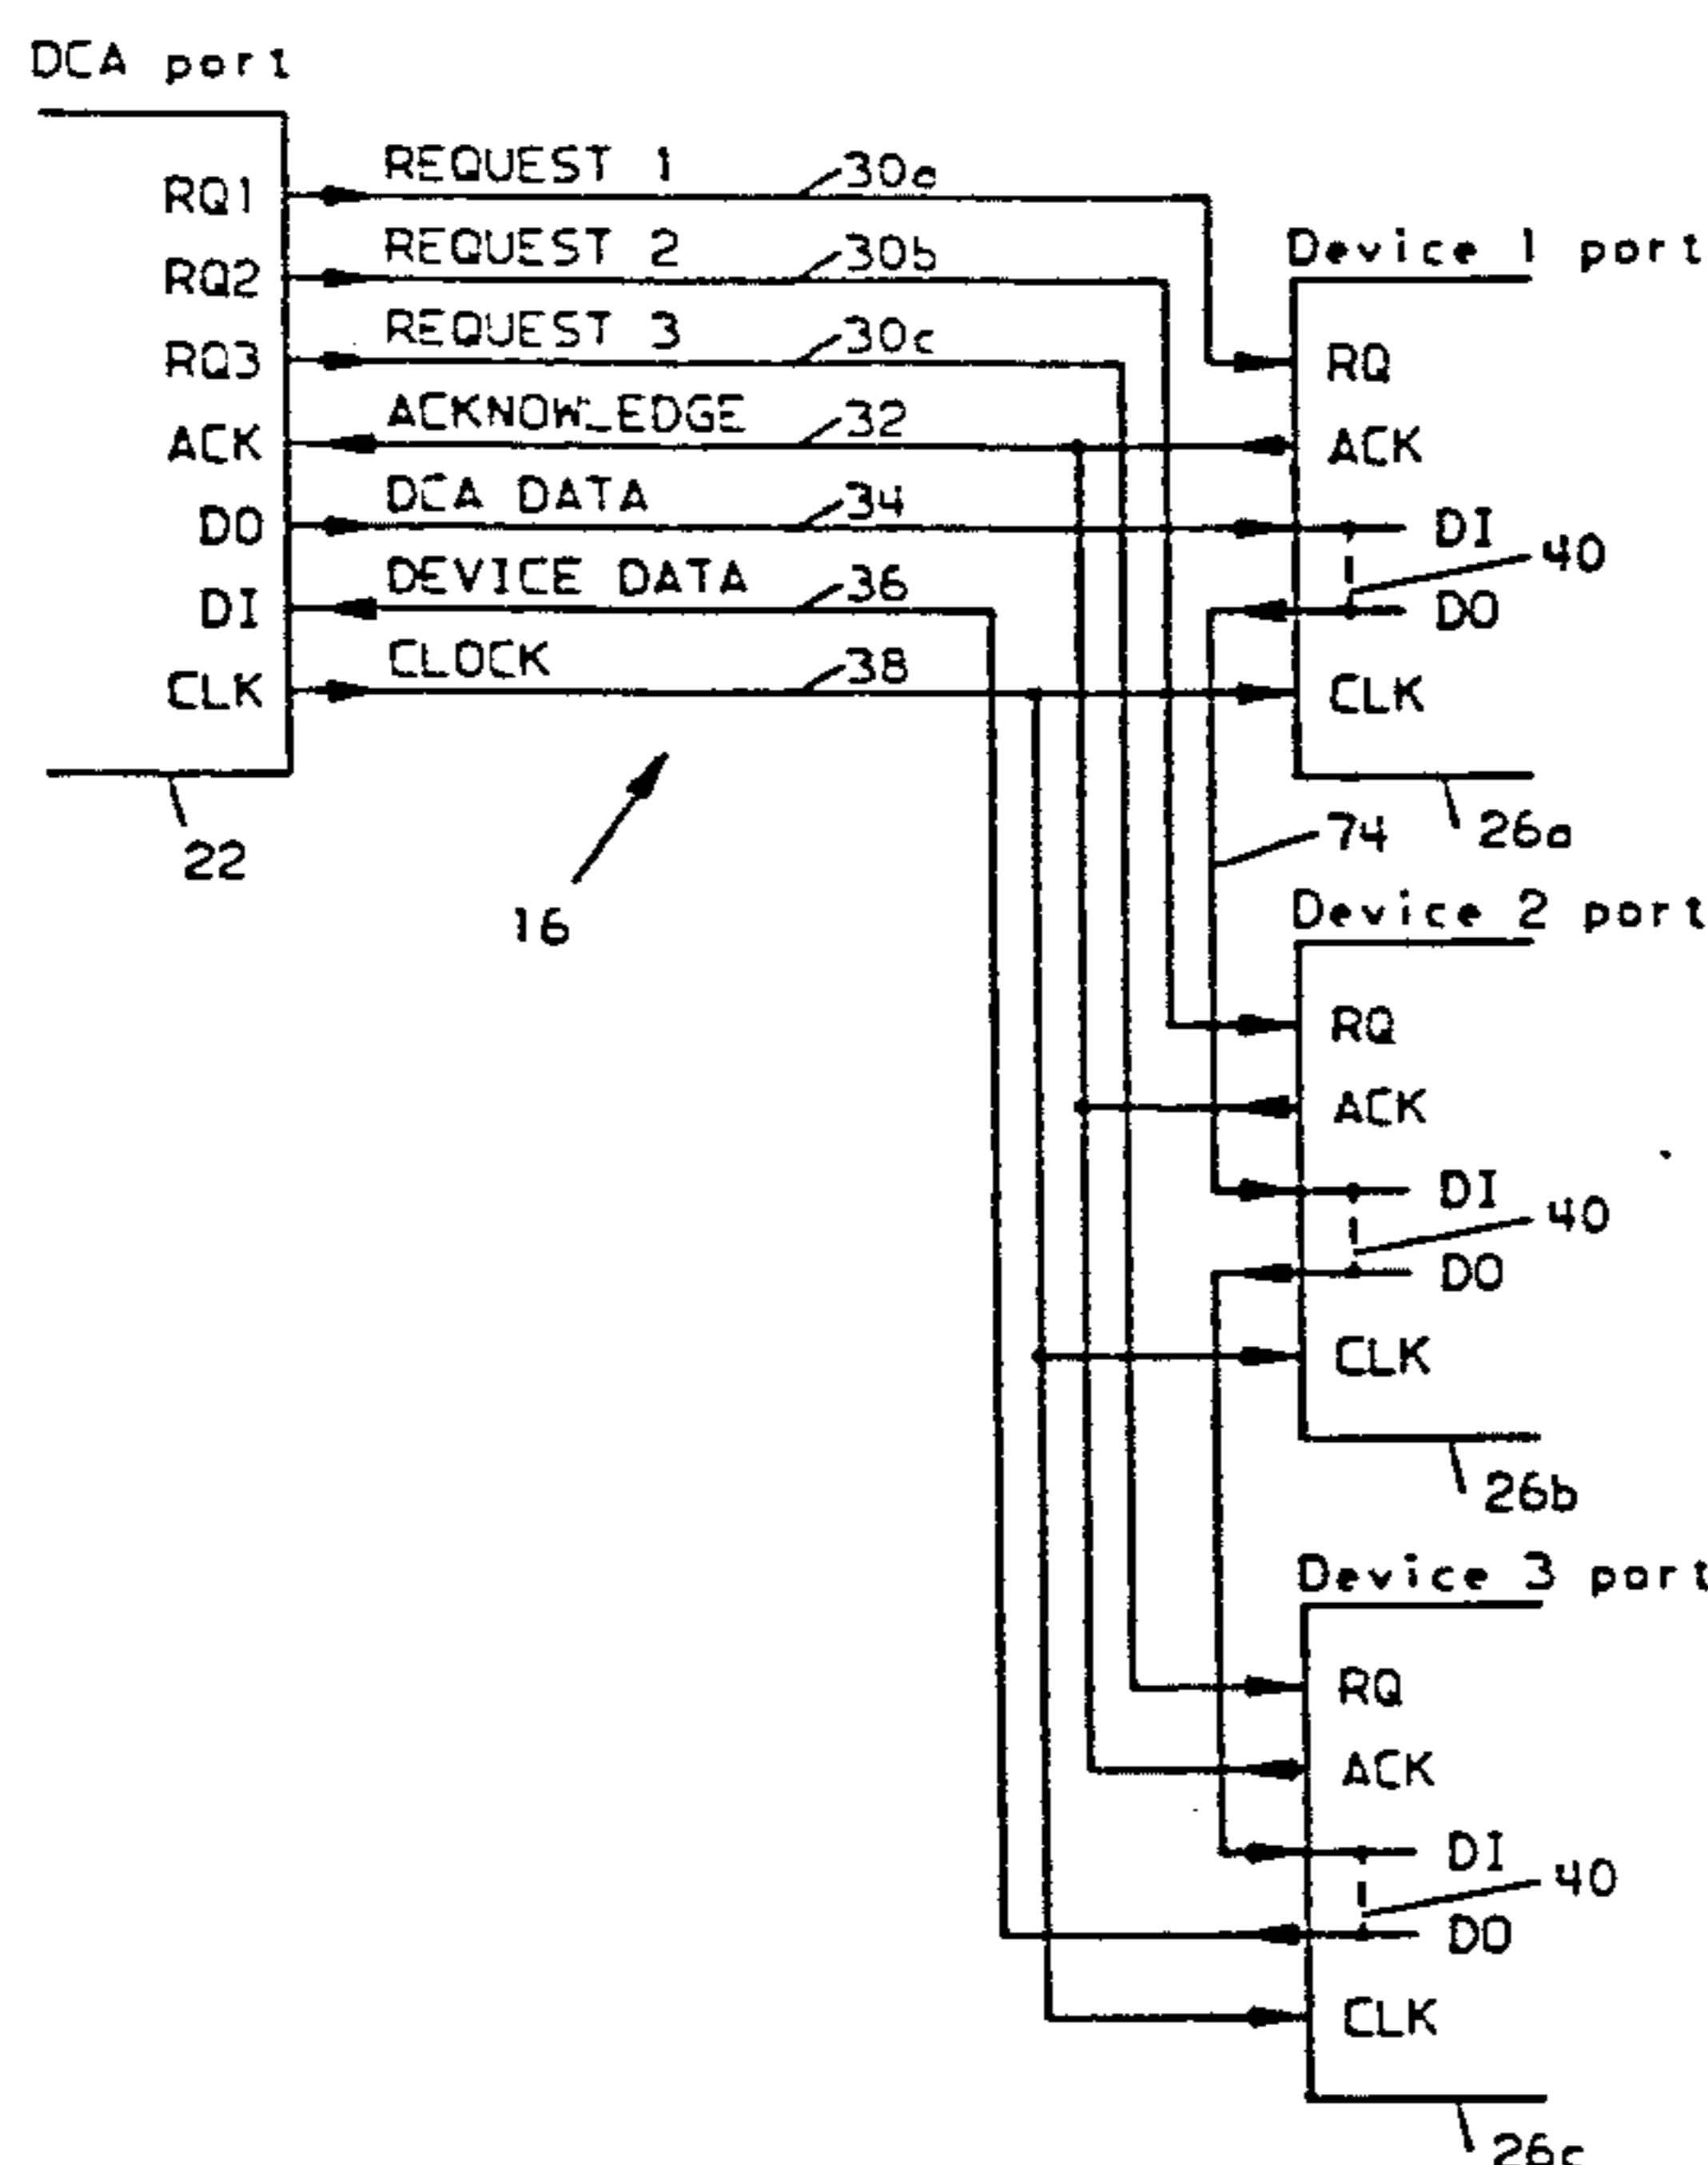 DCA port
RQ1 REQUEST 1 30a
RQ2 REQUEST 2 30b
RQ3 REQUEST 3 30c
ACK ACKNOWLEDGE 32
DO DCA DATA 34
DI DEVICE DATA 36
CLK CLOCK 38
22
16
Device 1 port
RQ
ACK
DI
40
DO
CLK
26a
74
Device 2 port
RQ
ACK
DI
40
DO
CLK
26b
Device 3 port
RQ
ACK
DI
40
DO
CLK
26c